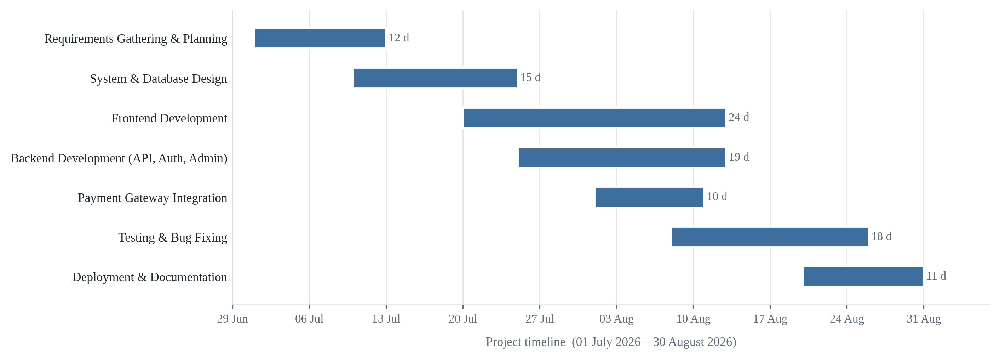 Requirements Gathering & Planning 12 d
System & Database Design 15 d
Frontend Development 24 d
Backend Development (API, Auth, Admin) 19 d
Payment Gateway Integration 10 d
Testing & Bug Fixing 18 d
Deployment & Documentation 11 d
29 Jun 06 Jul 13 Jul 20 Jul 27 Jul 03 Aug 10 Aug 17 Aug 24 Aug 31 Aug
Project timeline (01 July 2026 – 30 August 2026)